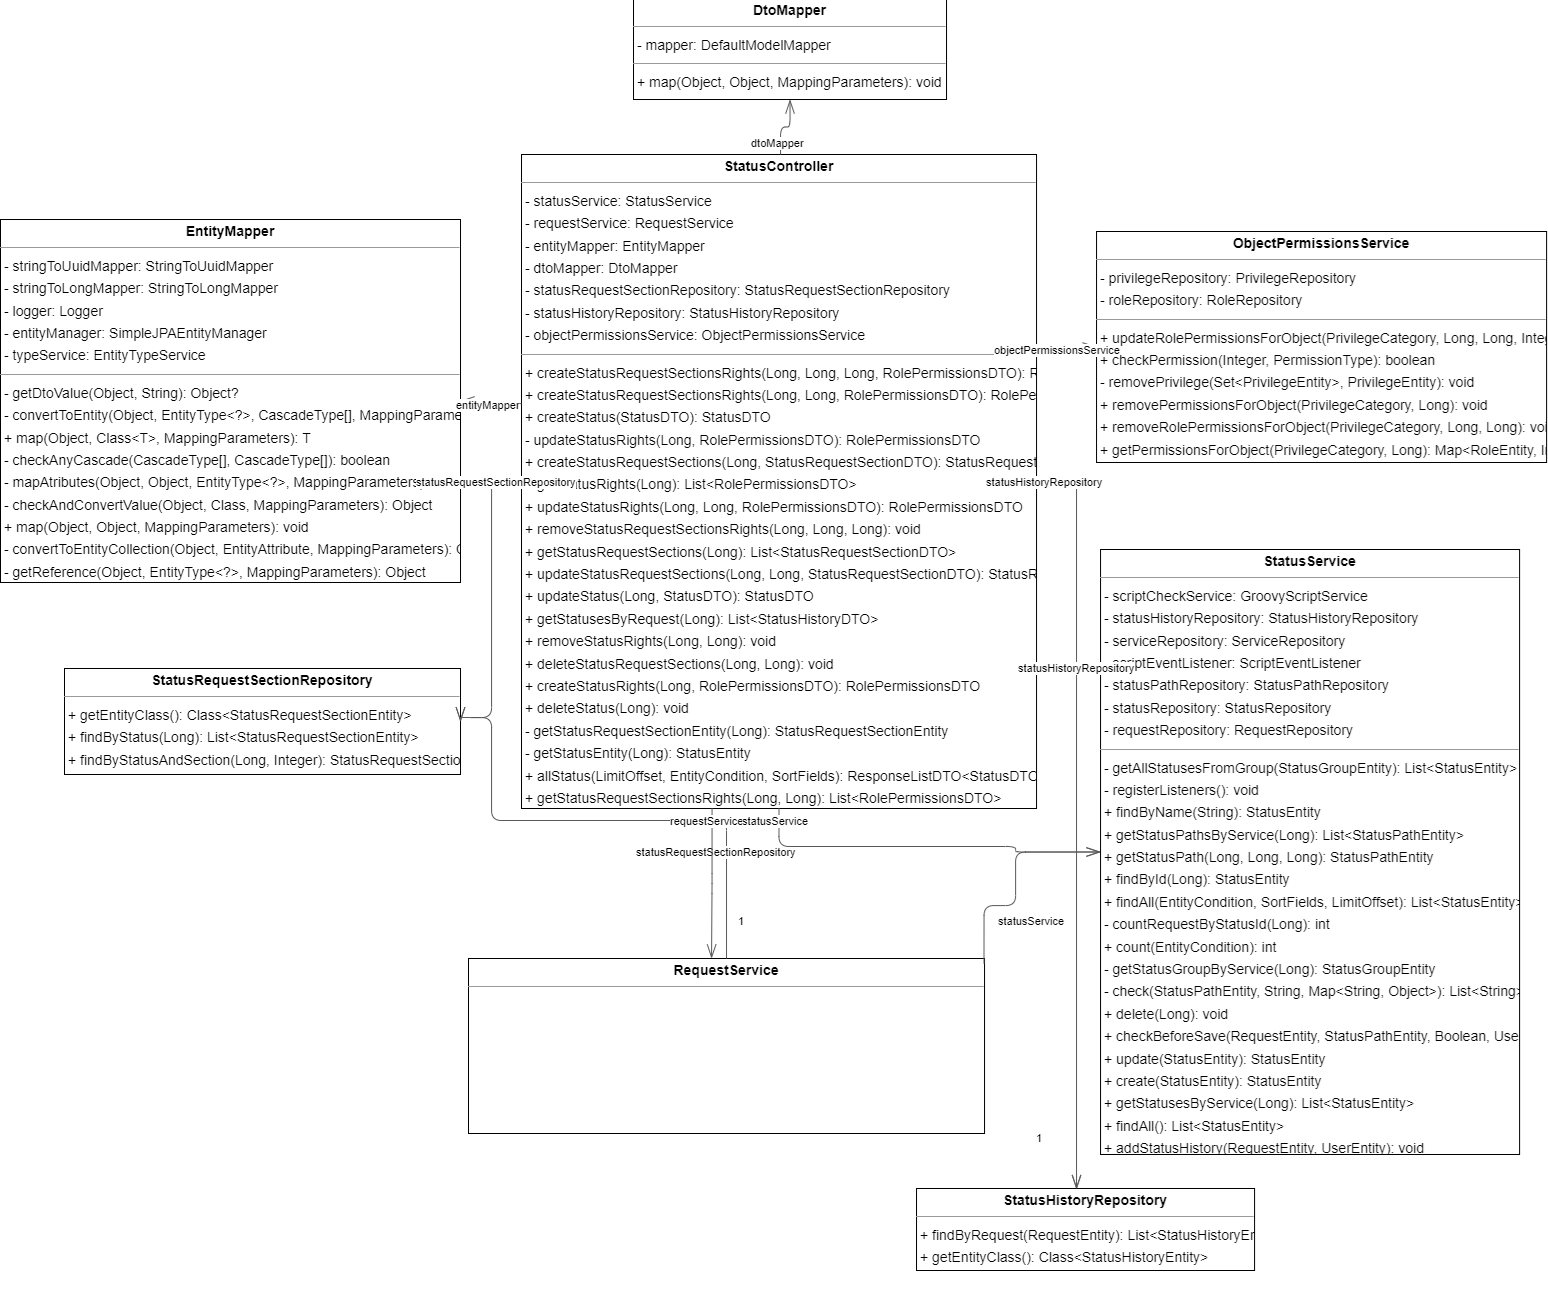 DtoMapper
- mapper: DefaultModelMapper
+ map(Object, Object, MappingParameters): void
dtoMapper
StatusController
- statusService: StatusService
- requestService: RequestService
- entityMapper: EntityMapper
- dtoMapper: DtoMapper
- statusRequestSectionRepository: StatusRequestSectionRepository
- statusHistoryRepository: StatusHistoryRepository
- objectPermissionsService: ObjectPermissionsService
+ createStatusRequestSectionsRights(Long, Long, Long, RolePermissionsDTO): R
+ createStatusRequestSectionsRights(Long, Long, RolePermissionsDTO): RolePe
+ createStatus(StatusDTO): StatusDTO
- updateStatusRights(Long, RolePermissionsDTO): RolePermissionsDTO
+ createStatusRequestSections(Long, StatusRequestSectionDTO): StatusRequest
tusRights(Long): List<RolePermissionsDTO>
+ updateStatusRights(Long, Long, RolePermissionsDTO): RolePermissionsDTO
+ removeStatusRequestSectionsRights(Long, Long, Long): void
+ getStatusRequestSections(Long): List<StatusRequestSectionDTO>
+ updateStatusRequestSections(Long, Long, StatusRequestSectionDTO): StatusR
+ updateStatus(Long, StatusDTO): StatusDTO
+ getStatusesByRequest(Long): List<StatusHistoryDTO>
+ removeStatusRights(Long, Long): void
+ deleteStatusRequestSections(Long, Long): void
+ createStatusRights(Long, RolePermissionsDTO): RolePermissionsDTO
+ deleteStatus(Long): void
- getStatusRequestSectionEntity(Long): StatusRequestSectionEntity
- getStatusEntity(Long): StatusEntity
+ allStatus(LimitOffset, EntityCondition, SortFields): ResponseListDTO<StatusDTO
+ getStatusRequestSectionsRights(Long, Long): List<RolePermissionsDTO>
EntityMapper
- stringToUuidMapper: StringToUuidMapper
- stringToLongMapper: StringToLongMapper
- logger: Logger
- entityManager: SimpleJPAEntityManager
- typeService: EntityTypeService
- getDtoValue(Object, String): Object?
- convertToEntity(Object, EntityType<?>, CascadeType[], MappingParame
+ map(Object, Class<T>, MappingParameters): T
- checkAnyCascade(CascadeType[], CascadeType[]): boolean
- mapAtributes(Object, Object, EntityType<?>, MappingParameters
- checkAndConvertValue(Object, Class, MappingParameters): Object
+ map(Object, Object, MappingParameters): void
- convertToEntityCollection(Object, EntityAttribute, MappingParameters):
- getReference(Object, EntityType<?>, MappingParameters): Object
entityMapper
statusRequestSectionRepository
ObjectPermissionsService
- privilegeRepository: PrivilegeRepository
- roleRepository: RoleRepository
+ updateRolePermissionsForObject(PrivilegeCategory, Long, Long, Inte
+ checkPermission(Integer, PermissionType): boolean
- removePrivilege(Set<PrivilegeEntity>, PrivilegeEntity): void
+ removePermissionsForObject(PrivilegeCategory, Long): void
+ removeRolePermissionsForObject(PrivilegeCategory, Long, Long): voi
+ getPermissionsForObject(PrivilegeCategory, Long): Map<RoleEntity, I
objectPermissionsService
statusHistoryRepository
StatusService
- scriptCheckService: GroovyScriptService
- statusHistoryRepository: StatusHistoryRepository
- serviceRepository: ServiceRepository
scriptEventListener: ScriptEventListener
- statusPathRepository: StatusPathRepository
- statusRepository: StatusRepository
- requestRepository: RequestRepository
- getAllStatusesFromGroup(StatusGroupEntity): List<StatusEntity>
- registerListeners(): void
+ findByName(String): StatusEntity
+ getStatusPathsByService(Long): List<StatusPathEntity>
+ getStatusPath(Long, Long, Long): StatusPathEntity
+ findById(Long): StatusEntity
+ findAll(EntityCondition, SortFields, LimitOffset): List<StatusEntity>
- countRequestByStatusId(Long): int
+ count(EntityCondition): int
- getStatusGroupByService(Long): StatusGroupEntity
- check(StatusPathEntity, String, Map<String, Object>): List<String>
+ delete(Long): void
+ checkBeforeSave(RequestEntity, StatusPathEntity, Boolean, Use
+ update(StatusEntity): StatusEntity
+ create(StatusEntity): StatusEntity
+ getStatusesByService(Long): List<StatusEntity>
+ findAll(): List<StatusEntity>
+ addStatusHistory(RequestEntity, UserEntity): void
statusHistoryRepository
StatusRequestSectionRepository
+ getEntityClass(): Class<StatusRequestSectionEntity>
+ findByStatus(Long): List<StatusRequestSectionEntity>
+ findByStatusAndSection(Long, Integer): StatusRequestSectio
requestService
statusService
statusRequestSectionRepository
1
statusService
RequestService
1
StatusHistoryRepository
+ findByRequest(RequestEntity): List<StatusHistoryEn
+ getEntityClass(): Class<StatusHistoryEntity>